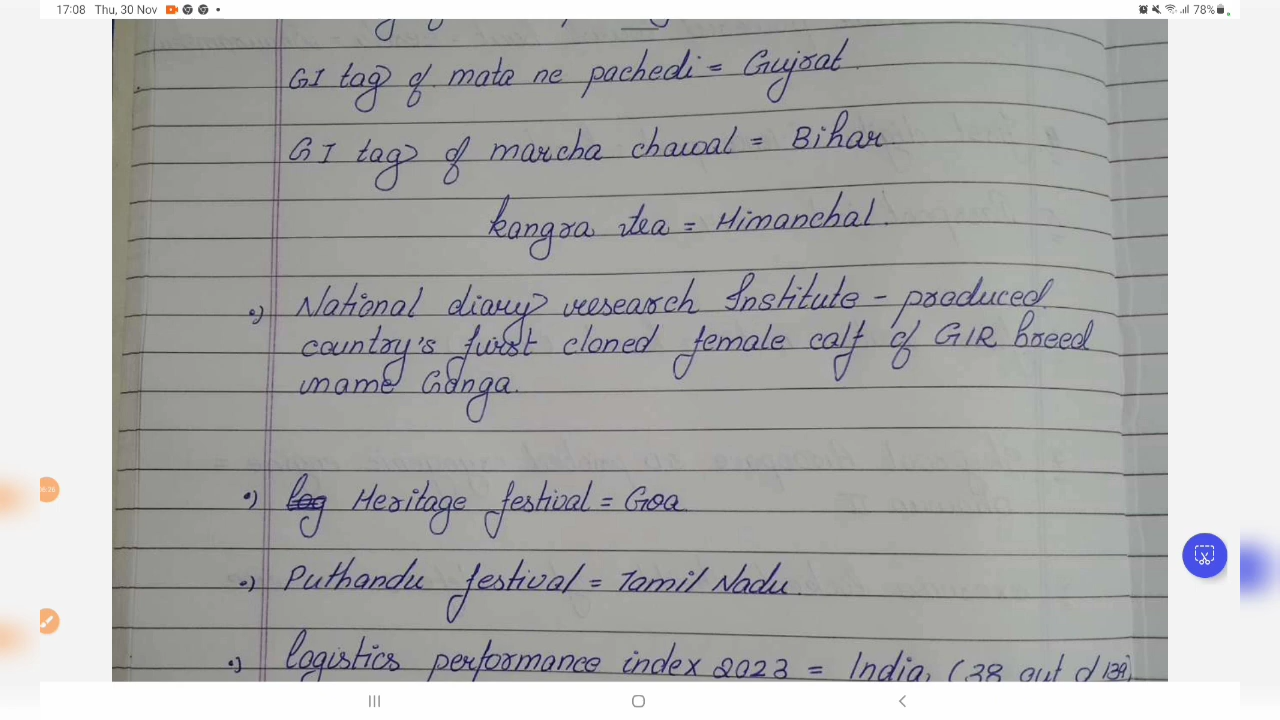 17:08 Thu, 30 Nov
78%
GI tag of mata ne pachedi = Gujrat
GI tag of marcha chawal = Bihar
kangra tea = Himanchal.
National diary research Institute - produced
country's first cloned female calf of GIR breed
name Ganga.
Heritage festival = Goa
Puthandu festival = Tamil Nadu.
logistics performance index 2023 = India, (38 out of 139)